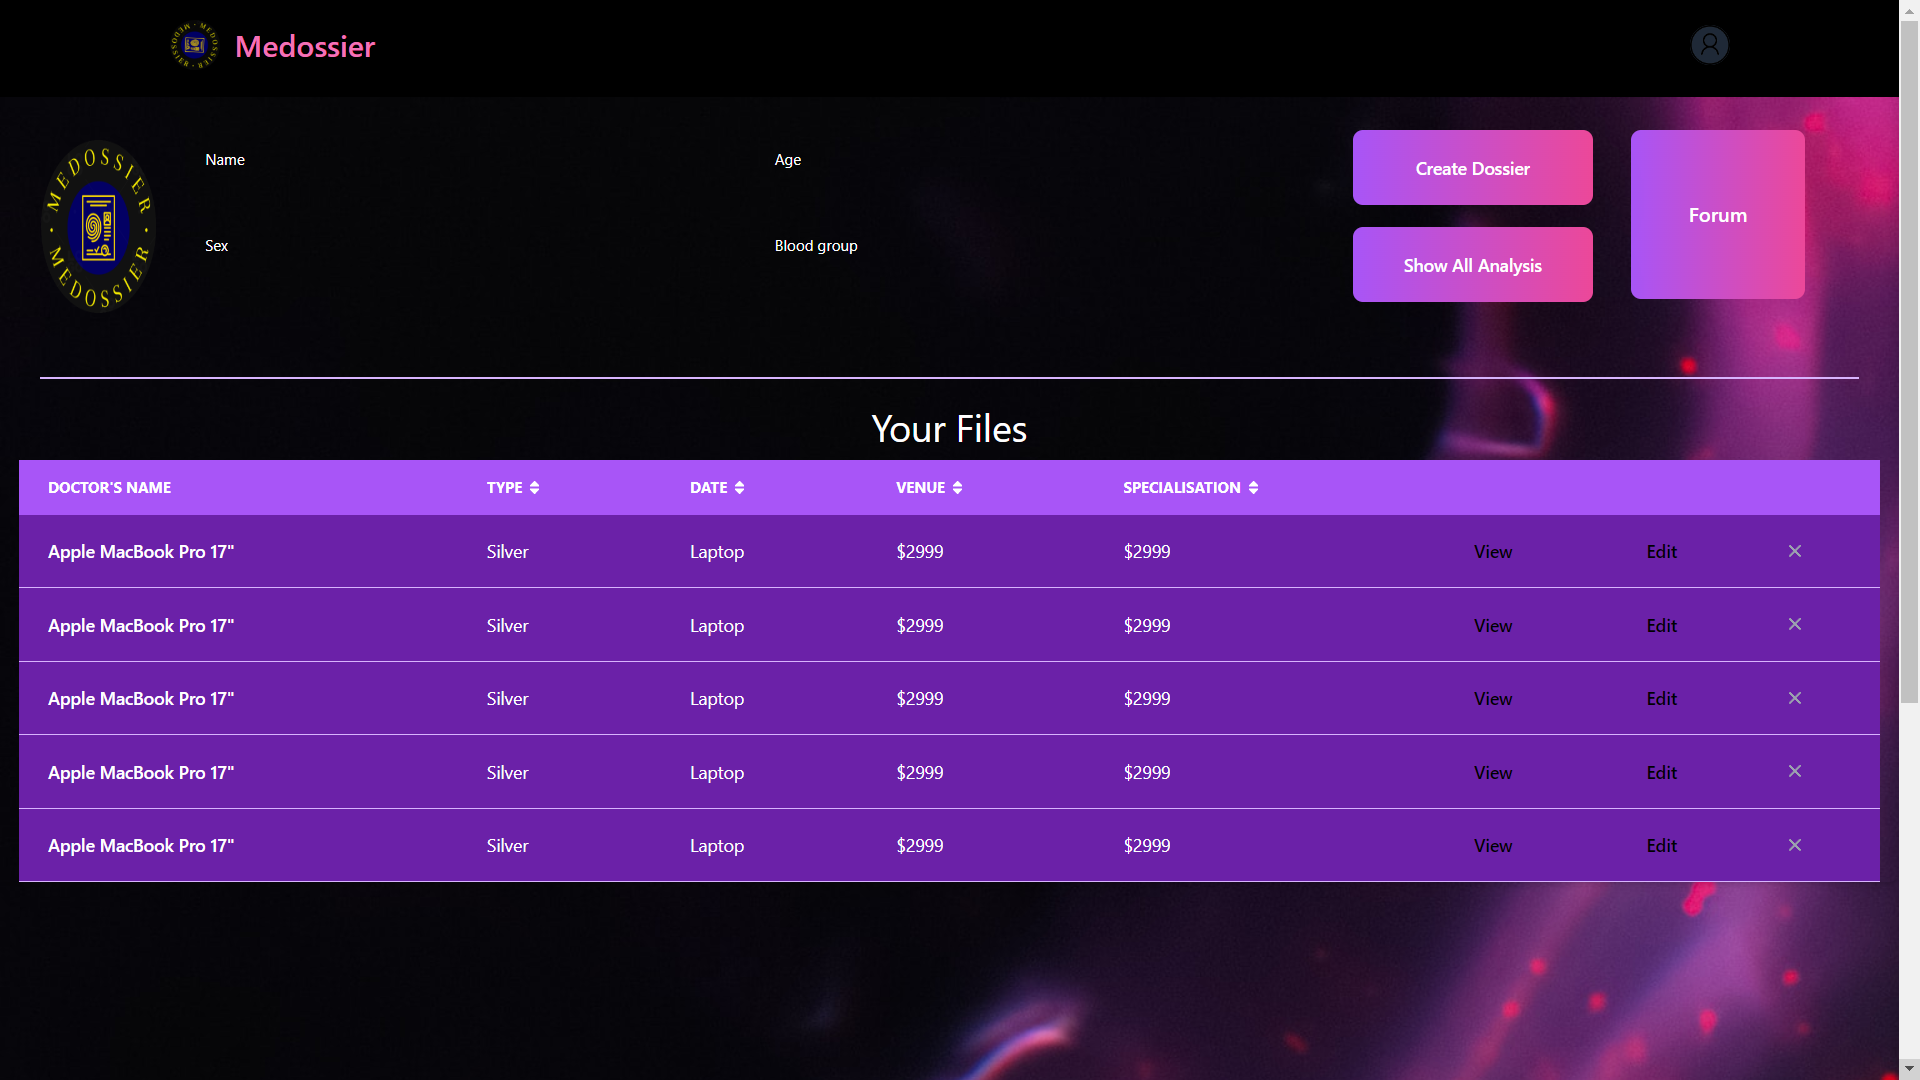 MEDOSSIER · MEDOSSIER ·
Medossier
MEDOSSIER · MEDOSSIER ·
Name
Age
Sex
Blood group
Create Dossier
Show All Analysis
Forum
Your Files
DOCTOR'S NAME TYPE DATE VENUE SPECIALISATION
Apple MacBook Pro 17" Silver Laptop $2999 $2999 View Edit
Apple MacBook Pro 17" Silver Laptop $2999 $2999 View Edit
Apple MacBook Pro 17" Silver Laptop $2999 $2999 View Edit
Apple MacBook Pro 17" Silver Laptop $2999 $2999 View Edit
Apple MacBook Pro 17" Silver Laptop $2999 $2999 View Edit